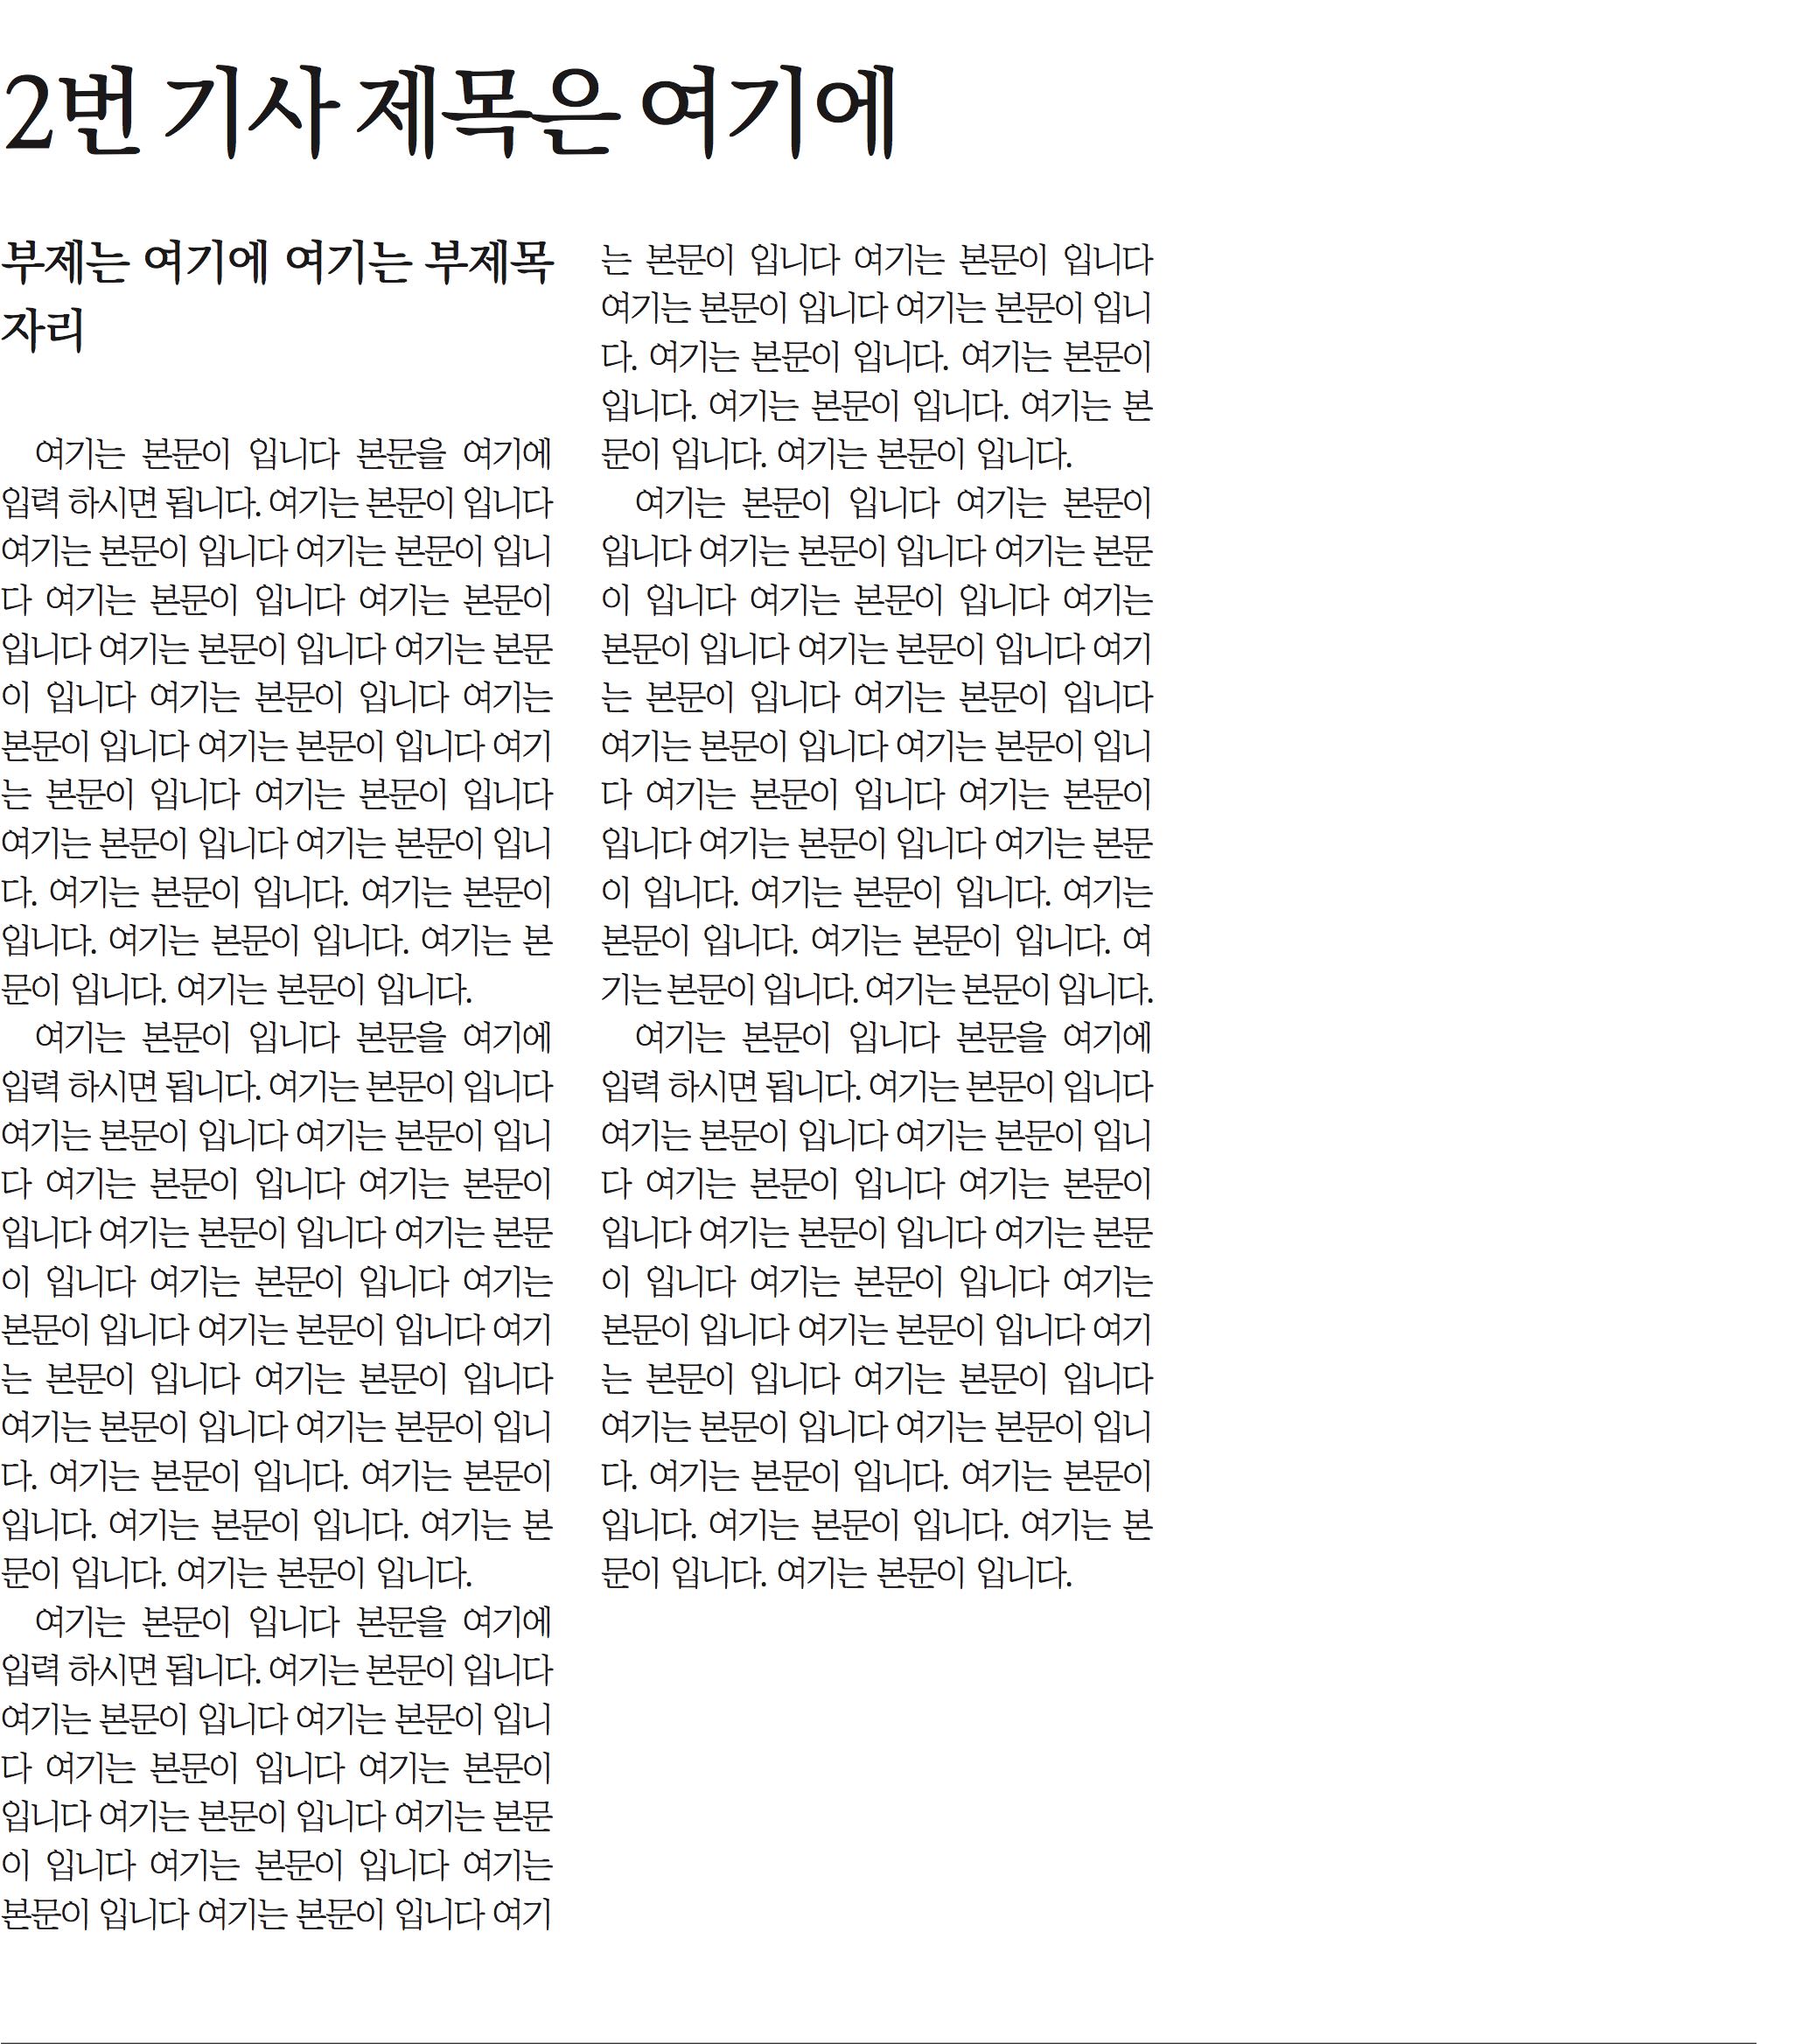 2번 기사 제목은 여기에
부제는 여기에 여기는 부제목
자리
여기는 본문이 입니다 본문을 여기에
입력 하시면 됩니다. 여기는 본문이 입니다
여기는 본문이 입니다 여기는 본문이 입니
다 여기는 본문이 입니다 여기는 본문이
입니다 여기는 본문이 입니다 여기는 본문
이 입니다 여기는 본문이 입니다 여기는
본문이 입니다 여기는 본문이 입니다 여기
는 본문이 입니다 여기는 본문이 입니다
여기는 본문이 입니다 여기는 본문이 입니
다. 여기는 본문이 입니다. 여기는 본문이
입니다. 여기는 본문이 입니다. 여기는 본
문이 입니다. 여기는 본문이 입니다.
여기는 본문이 입니다 본문을 여기에
입력 하시면 됩니다. 여기는 본문이 입니다
여기는 본문이 입니다 여기는 본문이 입니
다 여기는 본문이 입니다 여기는 본문이
입니다 여기는 본문이 입니다 여기는 본문
이 입니다 여기는 본문이 입니다 여기는
본문이 입니다 여기는 본문이 입니다 여기
는 본문이 입니다 여기는 본문이 입니다
여기는 본문이 입니다 여기는 본문이 입니
다. 여기는 본문이 입니다. 여기는 본문이
입니다. 여기는 본문이 입니다. 여기는 본
문이 입니다. 여기는 본문이 입니다.
여기는 본문이 입니다 본문을 여기에
입력 하시면 됩니다. 여기는 본문이 입니다
여기는 본문이 입니다 여기는 본문이 입니
다 여기는 본문이 입니다 여기는 본문이
입니다 여기는 본문이 입니다 여기는 본문
이 입니다 여기는 본문이 입니다 여기는
본문이 입니다 여기는 본문이 입니다 여기
는 본문이 입니다 여기는 본문이 입니다
여기는 본문이 입니다 여기는 본문이 입니
다. 여기는 본문이 입니다. 여기는 본문이
입니다. 여기는 본문이 입니다. 여기는 본
문이 입니다. 여기는 본문이 입니다.
여기는 본문이 입니다 여기는 본문이
입니다 여기는 본문이 입니다 여기는 본문
이 입니다 여기는 본문이 입니다 여기는
본문이 입니다 여기는 본문이 입니다 여기
는 본문이 입니다 여기는 본문이 입니다
여기는 본문이 입니다 여기는 본문이 입니
다 여기는 본문이 입니다 여기는 본문이
입니다 여기는 본문이 입니다 여기는 본문
이 입니다. 여기는 본문이 입니다. 여기는
본문이 입니다. 여기는 본문이 입니다. 여
기는 본문이 입니다. 여기는 본문이 입니다.
여기는 본문이 입니다 본문을 여기에
입력 하시면 됩니다. 여기는 본문이 입니다
여기는 본문이 입니다 여기는 본문이 입니
다 여기는 본문이 입니다 여기는 본문이
입니다 여기는 본문이 입니다 여기는 본문
이 입니다 여기는 본문이 입니다 여기는
본문이 입니다 여기는 본문이 입니다 여기
는 본문이 입니다 여기는 본문이 입니다
여기는 본문이 입니다 여기는 본문이 입니
다. 여기는 본문이 입니다. 여기는 본문이
입니다. 여기는 본문이 입니다. 여기는 본
문이 입니다. 여기는 본문이 입니다.